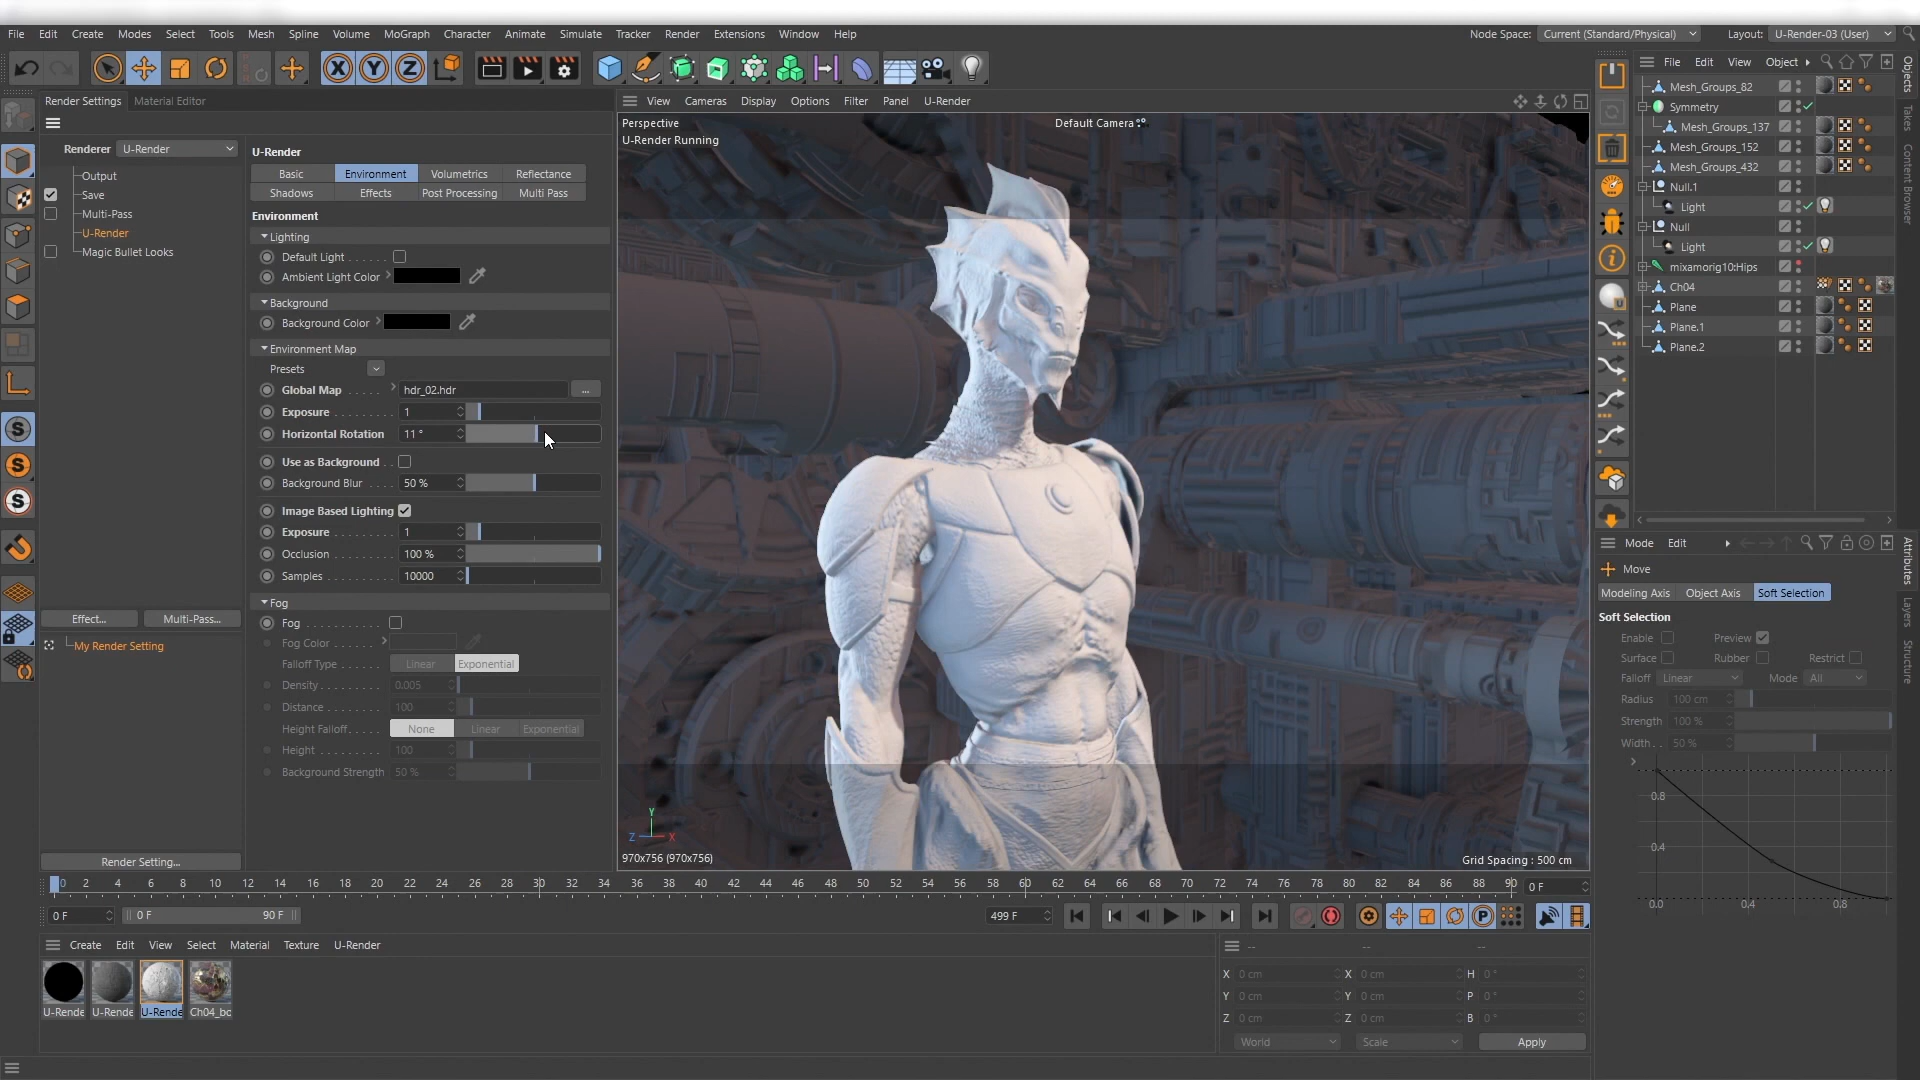 File Edit Create Modes Select Tools Mesh Spline Volume MoGraph Character Animate Simulate Tracker Render Extensions Window Help
Node Space: Current (Standard/Physical) Layout: U-Render-03 (User)
X Y Z
Render Settings Material Editor
Renderer U-Render
Output
Save
Multi-Pass
U-Render
Magic Bullet Looks
Effect... Multi-Pass...
My Render Setting
Render Setting...
U-Render
Basic Environment Volumetrics Reflectance
Shadows Effects Post Processing Multi Pass
Environment
Lighting
Default Light
Ambient Light Color
Background
Background Color
Environment Map
Presets
Global Map hdr_02.hdr ...
Exposure 1
Horizontal Rotation 11 °
Use as Background
Background Blur 50 %
Image Based Lighting
Exposure 1
Occlusion 100 %
Samples 10000
Fog
Fog
Fog Color
Falloff Type Linear Exponential
Density 0.005
Distance 100
Height Falloff None Linear Exponential
Height 100
Background Strength 50 %
View Cameras Display Options Filter Panel U-Render
Perspective Default Camera
U-Render Running
Y
Z X
970x756 (970x756) Grid Spacing : 500 cm
File Edit View Object
Mesh_Groups_82
Symmetry
Mesh_Groups_137
Mesh_Groups_152
Mesh_Groups_432
Null.1
Light
Null
Light
mixamorig10:Hips
Ch04
Plane
Plane.1
Plane.2
Objects
Takes
Content Browser
Mode Edit
Move
Modeling Axis Object Axis Soft Selection
Soft Selection
Enable Preview
Surface Rubber Restrict
Falloff Linear Mode All
Radius 100 cm
Strength 100 %
Width 50 %
0.8
0.4
0.0 0.4 0.8
Attributes
Layers
Structure
0 2 4 6 8 10 12 14 16 18 20 22 24 26 28 30 32 34 36 38 40 42 44 46 48 50 52 54 56 58 60 62 64 66 68 70 72 74 76 78 80 82 84 86 88 90 0 F
0 F 0 F 90 F 499 F
Create Edit View Select Material Texture U-Render
U-Rende U-Rende U-Rende Ch04_bc
-- -- --
X 0 cm X 0 cm H 0 °
Y 0 cm Y 0 cm P 0 °
Z 0 cm Z 0 cm B 0 °
World Scale Apply